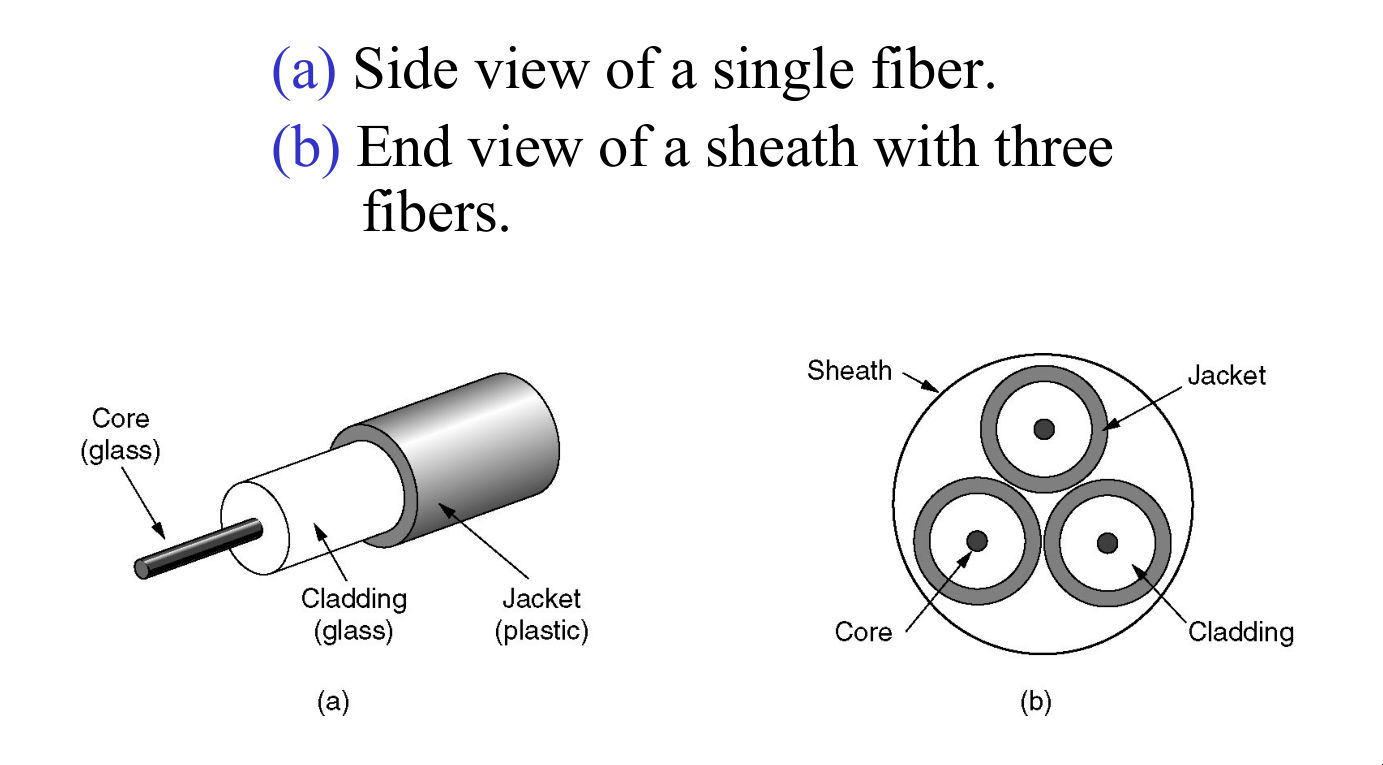 (a) Side view of a single fiber.
(b) End view of a sheath with three
fibers.
Core
(glass)
Cladding
(glass)
Jacket
(plastic)
(a)
Sheath
Jacket
Core
Cladding
(b)